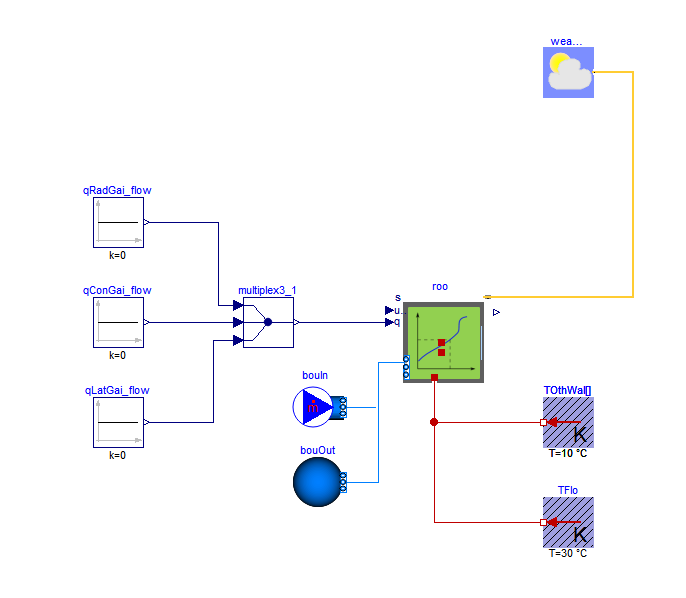 wea...
qRadGai_flow
k=0
qConGai_flow
k=0
multiplex3_1
roo
s
u..
q
bouIn
ṁ
qLatGai_flow
k=0
TOthWal[]
K
T=10 °C
bouOut
TFlo
K
T=30 °C